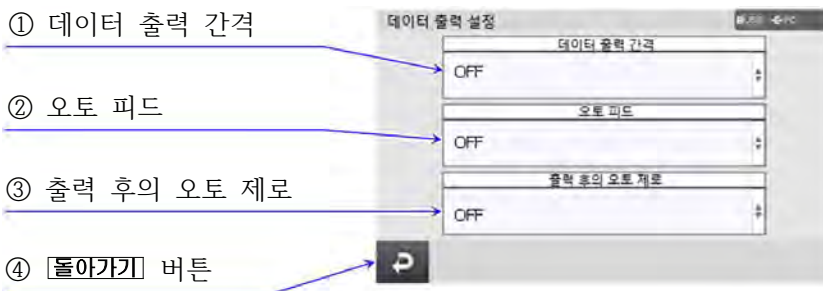 ① 데이터 출력 간격
② 오토 피드
③ 출력 후의 오토 제로
④ 돌아가기 버튼
데이터 출력 설정
데이터 출력 간격
OFF
오토 피드
OFF
출력 후의 오토 제로
OFF